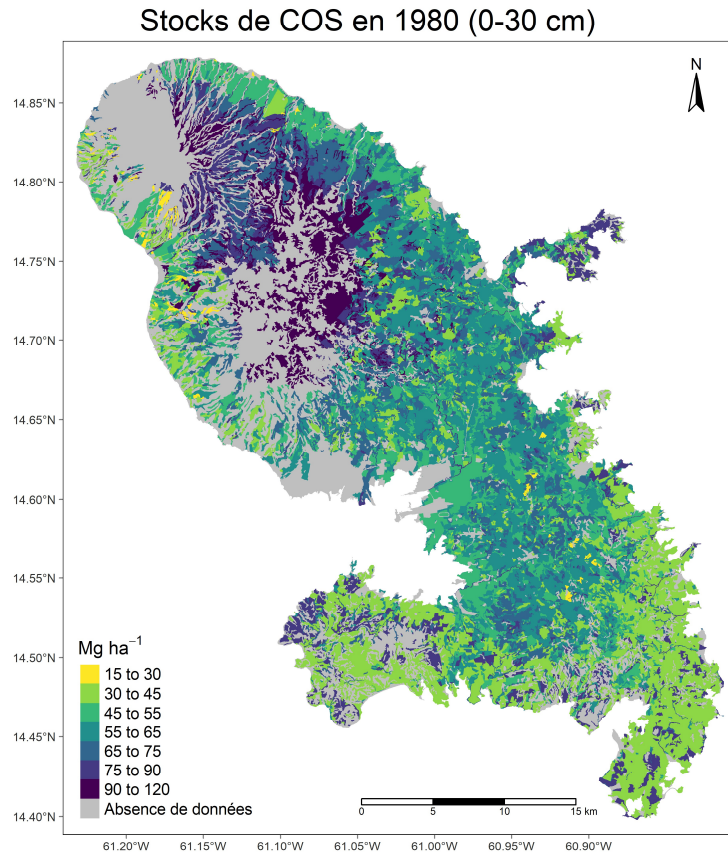 Stocks de COS en 1980 (0-30 cm)
N
14.85°N
14.80°N
14.75°N
14.70°N
14.65°N
14.60°N
14.55°N
14.50°N
14.45°N
14.40°N
Mg ha⁻¹
15 to 30
30 to 45
45 to 55
55 to 65
65 to 75
75 to 90
90 to 120
Absence de données
0 5 10 15 km
61.20°W 61.15°W 61.10°W 61.05°W 61.00°W 60.95°W 60.90°W